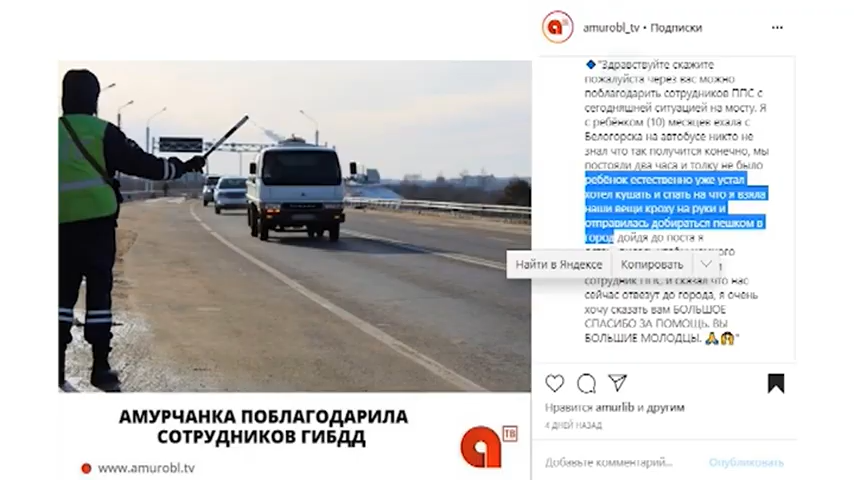 amurobl_tv • Подписки
"Здравствуйте скажите
пожалуйста через вас можно
поблагодарить сотрудников ППС с
сегодняшней ситуацией на мосту. Я
с ребёнком (10) месяцев ехала с
Белогорска на автобусе никто не
знал что так получится конечно, мы
постояли два часа и толку не было
ребёнок естественно уже устал
хотел кушать и спать на что я взяла
наши вещи кроху на руки и
отправилась добираться пешком в
город дойдя до поста я
Найти в Яндексе Копировать
сотрудник ППС, и сказал что нас
сейчас отвезут до города, я очень
хочу сказать вам БОЛЬШОЕ
СПАСИБО ЗА ПОМОЩЬ. ВЫ
БОЛЬШИЕ МОЛОДЦЫ. 🙏"
Нравится amurlib и другим
4 ДНЕЙ НАЗАД
Добавьте комментарий... Опубликовать
АМУРЧАНКА ПОБЛАГОДАРИЛА
СОТРУДНИКОВ ГИБДД
а ТВ
www.amurobl.tv